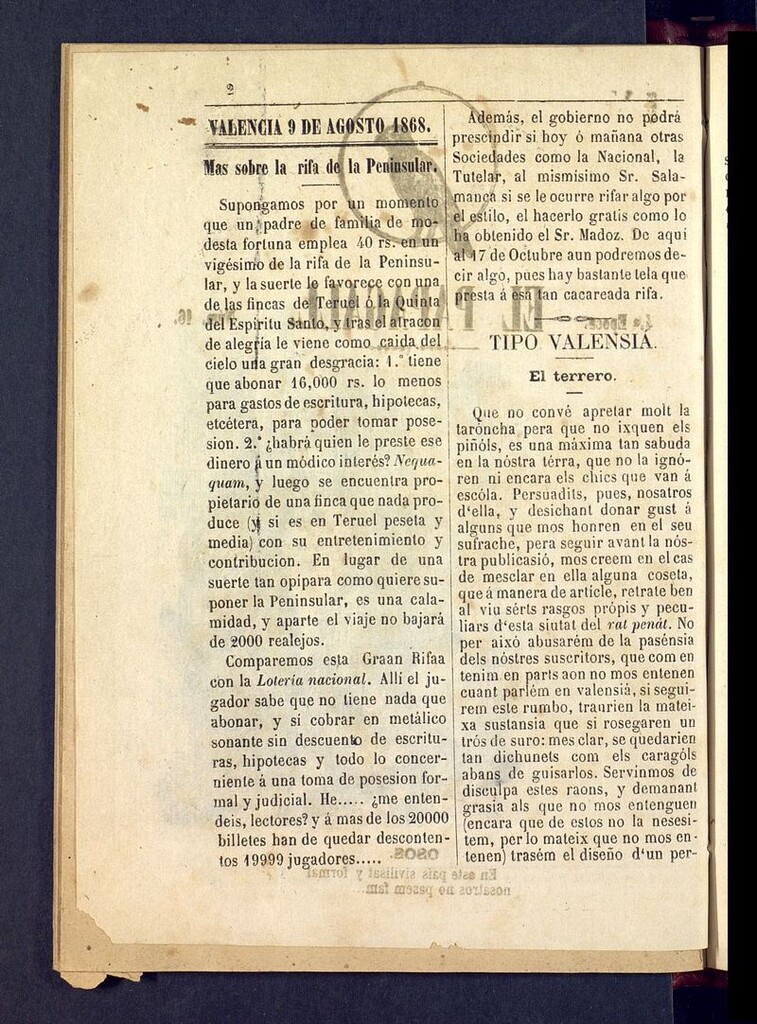 VALENCIA 9 DE AGOSTO 1868.
Mas sobre la rifa de la Peninsular.
Supongamos por un momento
que un padre de familia de mo-
desta fortuna emplea 40 rs. en un
vigésimo de la rifa de la Peninsu-
lar, y la suerte le favorece con una
de las fincas de Teruel ó la Quinta
del Espiritu Santo, y tras el atracon
de alegría le viene como caida del
cielo una gran desgracia: 1.º tiene
que abonar 16,000 rs. lo menos
para gastos de escritura, hipotecas,
etcétera, para poder tomar pose-
sion. 2.º ¿habrá quien le preste ese
dinero á un módico interés? Nequa-
quam, y luego se encuentra pro-
pietario de una finca que nada pro-
duce (y si es en Teruel peseta y
media) con su entretenimiento y
contribucion. En lugar de una
suerte tan opípara como quiere su-
poner la Peninsular, es una cala-
midad, y aparte el viaje no bajará
de 2000 realejos.
Comparemos esta Graan Rifaa
con la Lotería nacional. Allí el ju-
gador sabe que no tiene nada que
abonar, y sí cobrar en metálico
sonante sin descuento de escritu-
ras, hipotecas y todo lo concer-
niente á una toma de posesion for-
mal y judicial. He..... ¿me enten-
deis, lectores? y á mas de los 20000
billetes han de quedar desconten-
tos 19999 jugadores.....
Además, el gobierno no podrá
prescindir si hoy ó mañana otras
Sociedades como la Nacional, la
Tutelar, al mismísimo Sr. Sala-
manca si se le ocurre rifar algo por
el estilo, el hacerlo gratis como lo
ha obtenido el Sr. Madoz. De aquí
al 17 de Octubre aun podremos de-
cir algo, pues hay bastante tela que
presta á esa tan cacareada rifa.
TIPO VALENSIÁ.
El terrero.
Que no convé apretar molt la
taróncha pera que no ixquen els
piñóls, es una máxima tan sabuda
en la nóstra térra, que no la ignó-
ren ni encara els chics que van á
escóla. Persuadits, pues, nosatros
d'ella, y desichant donar gust á
alguns que mos honren en el seu
sufrache, pera seguir avant la nós-
tra publicasió, mos creem en el cas
de mesclar en ella alguna coseta,
que á manera de article, retrate ben
al viu sérts rasgos própis y pecu-
liars d'esta siutat del rat penát. No
per aixó abusarém de la pasénsia
dels nóstres suscritors, que com en
tenim en parts aon no mos entenen
cuant parlém en valensiá, si seguí-
rem este rumbo, traurien la matei-
xa sustansia que si rosegaren un
trós de suro: mes clar, se quedarien
tan dichunets com els caragóls
abans de guisarlos. Servinmos de
disculpa estes raons, y demanant
grasia als que no mos entenguen
(encara que de estos no la nesesi-
tem, per lo mateix que no mos en-
tenen) trasém el diseño d'un per-